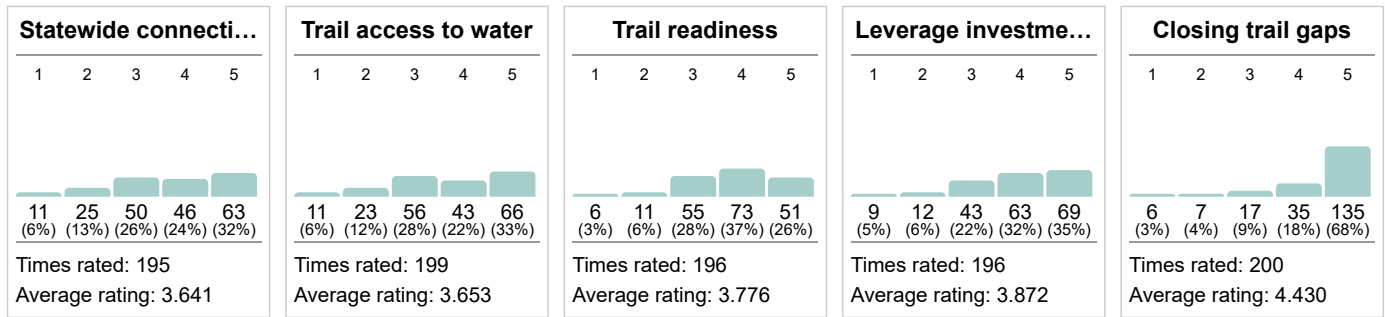 Statewide connecti…
1 2 3 4 5
11 25 50 46 63
(6%) (13%) (26%) (24%) (32%)
Times rated: 195
Average rating: 3.641
Trail access to water
1 2 3 4 5
11 23 56 43 66
(6%) (12%) (28%) (22%) (33%)
Times rated: 199
Average rating: 3.653
Trail readiness
1 2 3 4 5
6 11 55 73 51
(3%) (6%) (28%) (37%) (26%)
Times rated: 196
Average rating: 3.776
Leverage investme…
1 2 3 4 5
9 12 43 63 69
(5%) (6%) (22%) (32%) (35%)
Times rated: 196
Average rating: 3.872
Closing trail gaps
1 2 3 4 5
6 7 17 35 135
(3%) (4%) (9%) (18%) (68%)
Times rated: 200
Average rating: 4.430